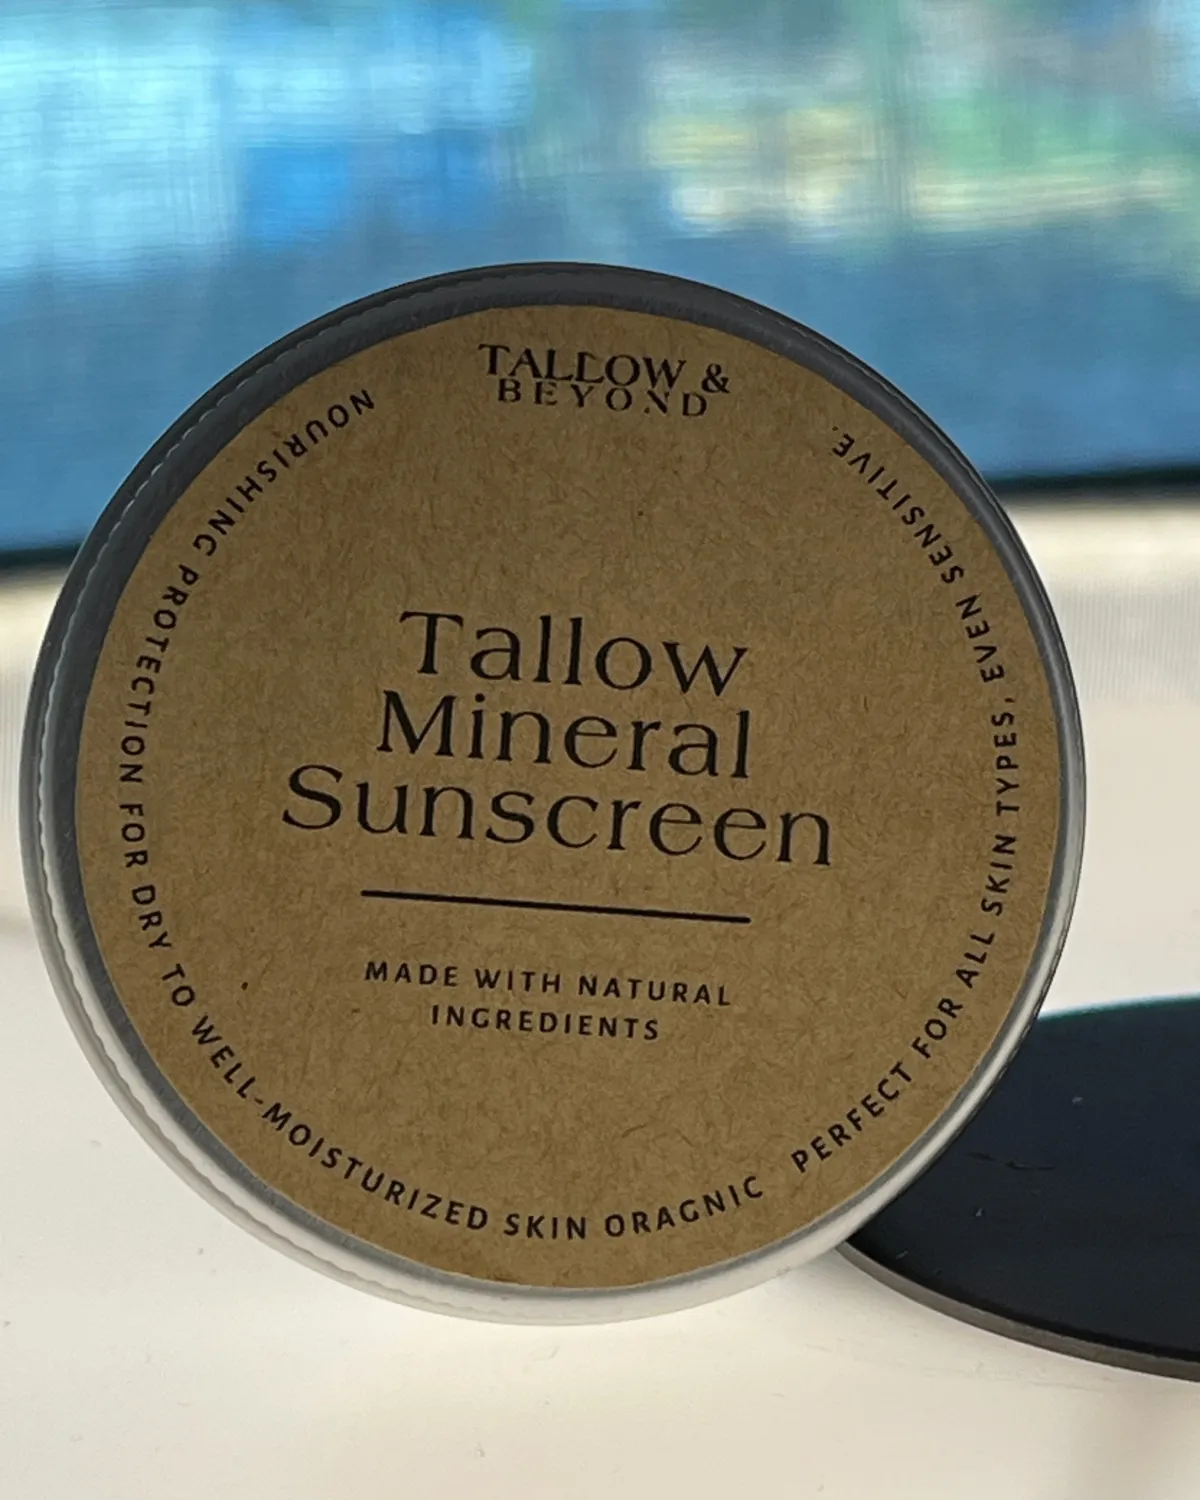 TALLOW &
BEYOND
Tallow
Mineral
Sunscreen
MADE WITH NATURAL
INGREDIENTS
NOURISHING PROTECTION FOR DRY TO WELL-MOISTURIZED SKIN ORAGNIC
PERFECT FOR ALL SKIN TYPES, EVEN SENSITIVE.